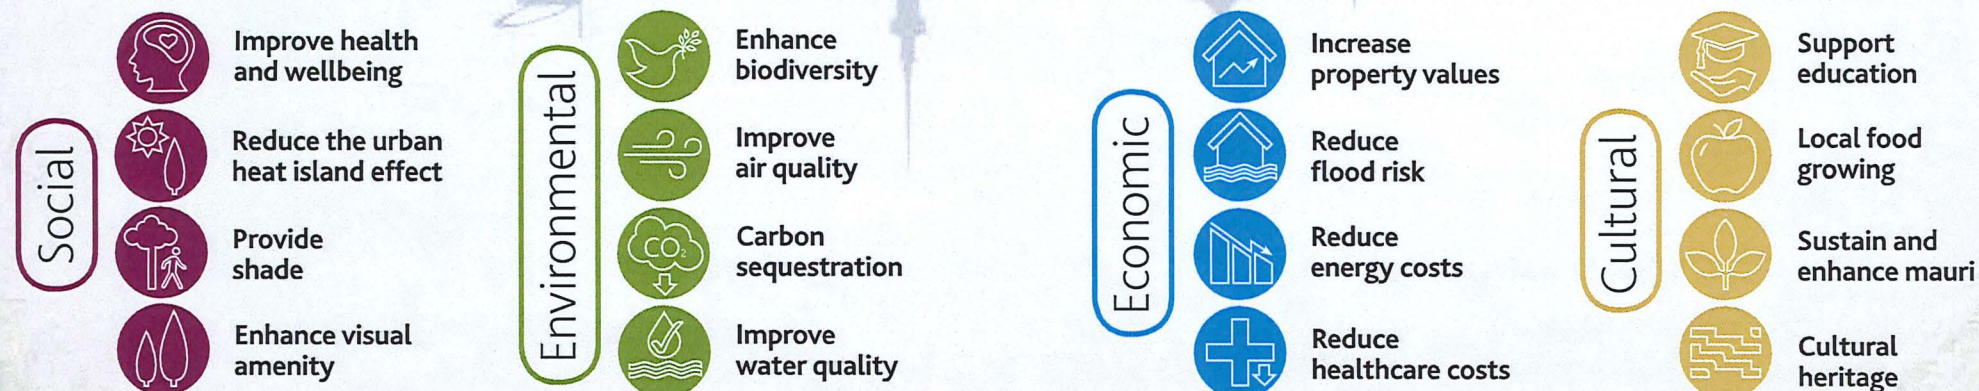 Social
Improve health
and wellbeing
Reduce the urban
heat island effect
Provide
shade
Enhance visual
amenity
Environmental
Enhance
biodiversity
Improve
air quality
CO2
Carbon
sequestration
Improve
water quality
Economic
Increase
property values
Reduce
flood risk
Reduce
energy costs
Reduce
healthcare costs
Cultural
Support
education
Local food
growing
Sustain and
enhance mauri
Cultural
heritage